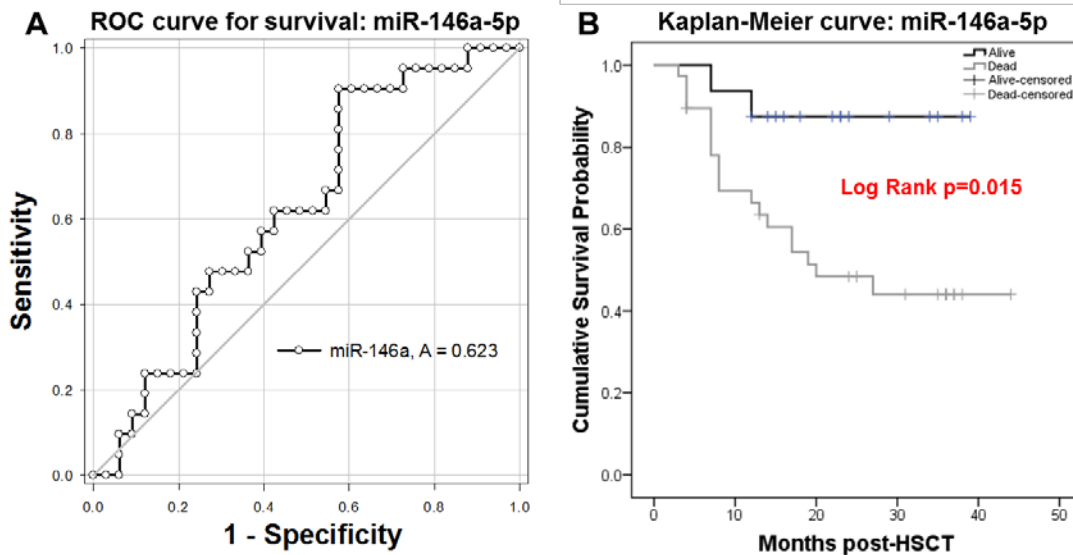 A ROC curve for survival: miR-146a-5p
1.0
0.8
0.6
0.4
0.2
0.0
Sensitivity
miR-146a, A = 0.623
0.0 0.2 0.4 0.6 0.8 1.0
1 - Specificity
B Kaplan-Meier curve: miR-146a-5p
Alive
Dead
Alive-censored
Dead-censored
1.0
0.8
0.6
0.4
0.2
0.0
Cumulative Survival Probability
Log Rank p=0.015
0 10 20 30 40 50
Months post-HSCT